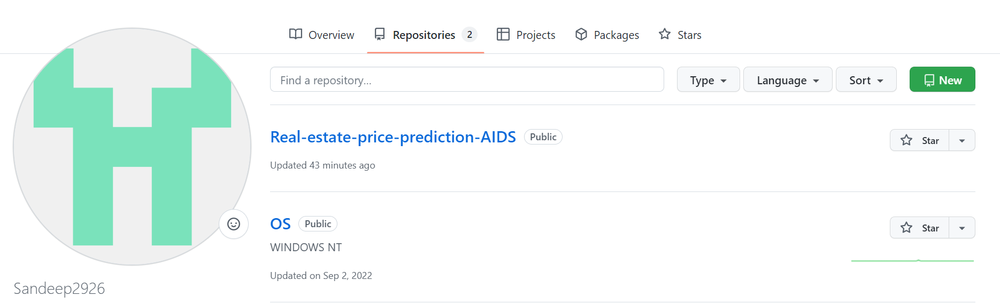 Overview Repositories 2 Projects Packages Stars
Find a repository... Type Language Sort New
Real-estate-price-prediction-AIDS Public Star
Updated 43 minutes ago
OS Public Star
WINDOWS NT
Updated on Sep 2, 2022
Sandeep2926